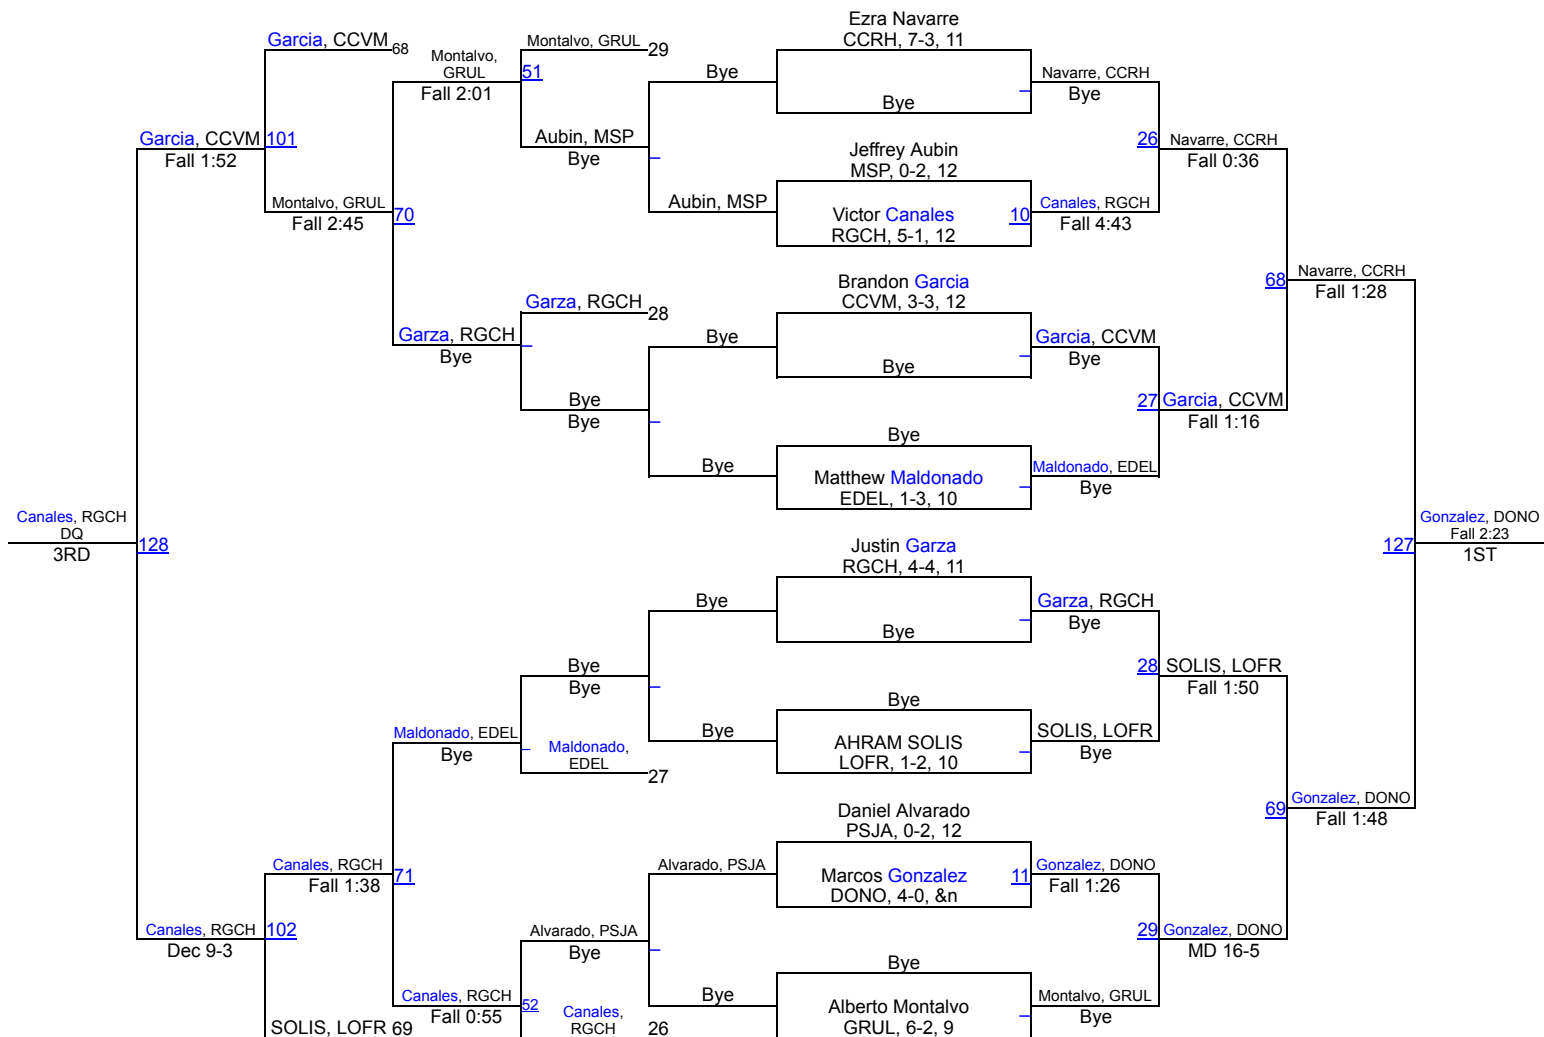 Ezra Navarre
CCRH, 7-3, 11
Garcia, CCVM 68
Montalvo, GRUL 29
Montalvo,
GRUL
51
Fall 2:01
Bye
Bye
Navarre, CCRH
Bye
Garcia, CCVM 101
Fall 1:52
Aubin, MSP
Bye
Jeffrey Aubin
MSP, 0-2, 12
26 Navarre, CCRH
Fall 0:36
Montalvo, GRUL 70
Fall 2:45
Aubin, MSP
Victor Canales 10
RGCH, 5-1, 12
Canales, RGCH
Fall 4:43
Brandon Garcia
CCVM, 3-3, 12
68 Navarre, CCRH
Fall 1:28
Garza, RGCH 28
Garza, RGCH
Bye
Bye
Bye
Garcia, CCVM
Bye
Bye
Bye
27 Garcia, CCVM
Fall 1:16
Bye
Bye
Matthew Maldonado
EDEL, 1-3, 10
Maldonado, EDEL
Bye
Canales, RGCH
DQ
3RD
128
Justin Garza
RGCH, 4-4, 11
127
Gonzalez, DONO
Fall 2:23
1ST
Bye
Bye
Garza, RGCH
Bye
Bye
Bye
28 SOLIS, LOFR
Fall 1:50
Maldonado, EDEL
Bye
Maldonado,
EDEL
27
Bye
Bye
AHRAM SOLIS
LOFR, 1-2, 10
SOLIS, LOFR
Bye
Daniel Alvarado
PSJA, 0-2, 12
69 Gonzalez, DONO
Fall 1:48
Canales, RGCH 71
Fall 1:38
Alvarado, PSJA
Marcos Gonzalez 11
DONO, 4-0, &n
Gonzalez, DONO
Fall 1:26
Canales, RGCH 102
Dec 9-3
Alvarado, PSJA
Bye
29 Gonzalez, DONO
MD 16-5
Bye
Canales, RGCH 52
Fall 0:55
Canales,
RGCH
26
Bye
Alberto Montalvo
GRUL, 6-2, 9
Montalvo, GRUL
Bye
SOLIS, LOFR 69